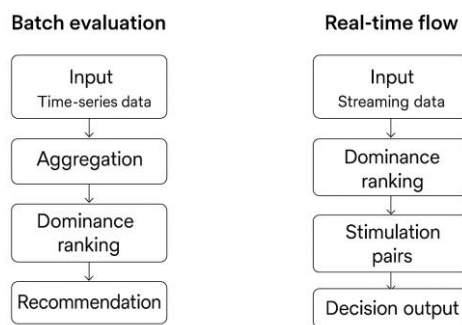 Batch evaluation
Input
Time-series data
Aggregation
Dominance
ranking
Recommendation
Real-time flow
Input
Streaming data
Dominance
ranking
Stimulation
pairs
Decision output